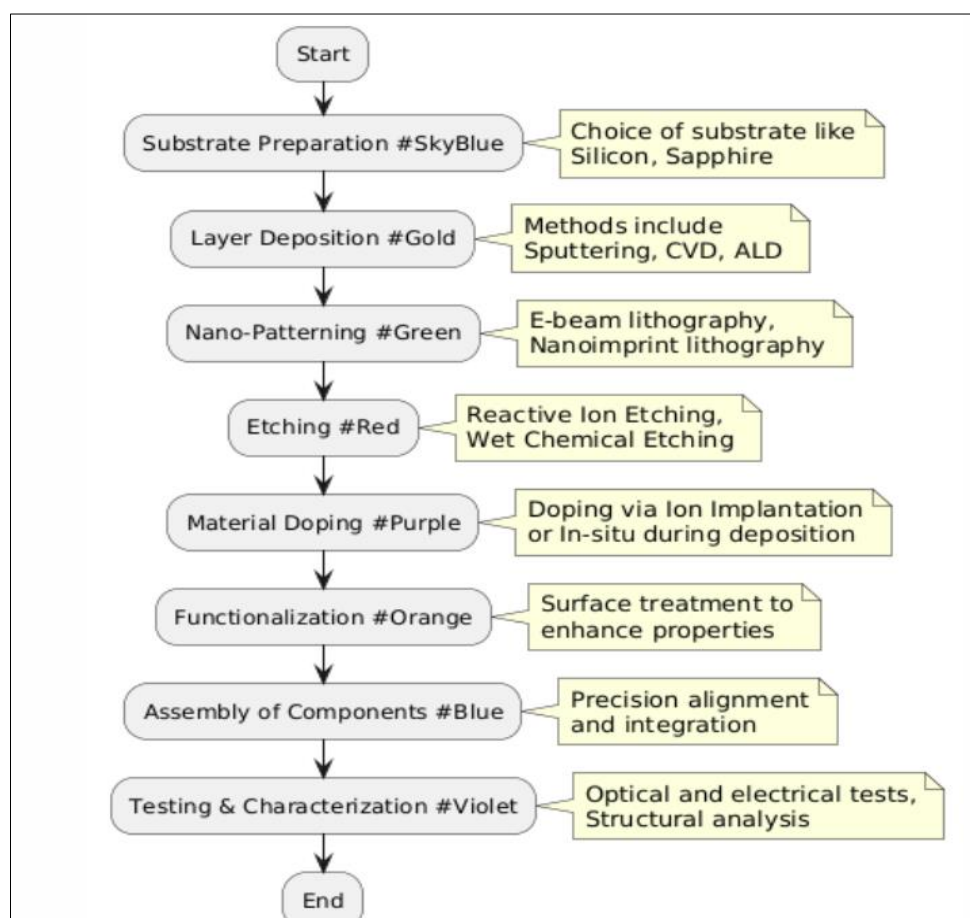 Start
Substrate Preparation #SkyBlue
Choice of substrate like
Silicon, Sapphire
Layer Deposition #Gold
Methods include
Sputtering, CVD, ALD
Nano-Patterning #Green
E-beam lithography,
Nanoimprint lithography
Etching #Red
Reactive Ion Etching,
Wet Chemical Etching
Material Doping #Purple
Doping via Ion Implantation
or In-situ during deposition
Functionalization #Orange
Surface treatment to
enhance properties
Assembly of Components #Blue
Precision alignment
and integration
Testing & Characterization #Violet
Optical and electrical tests,
Structural analysis
End